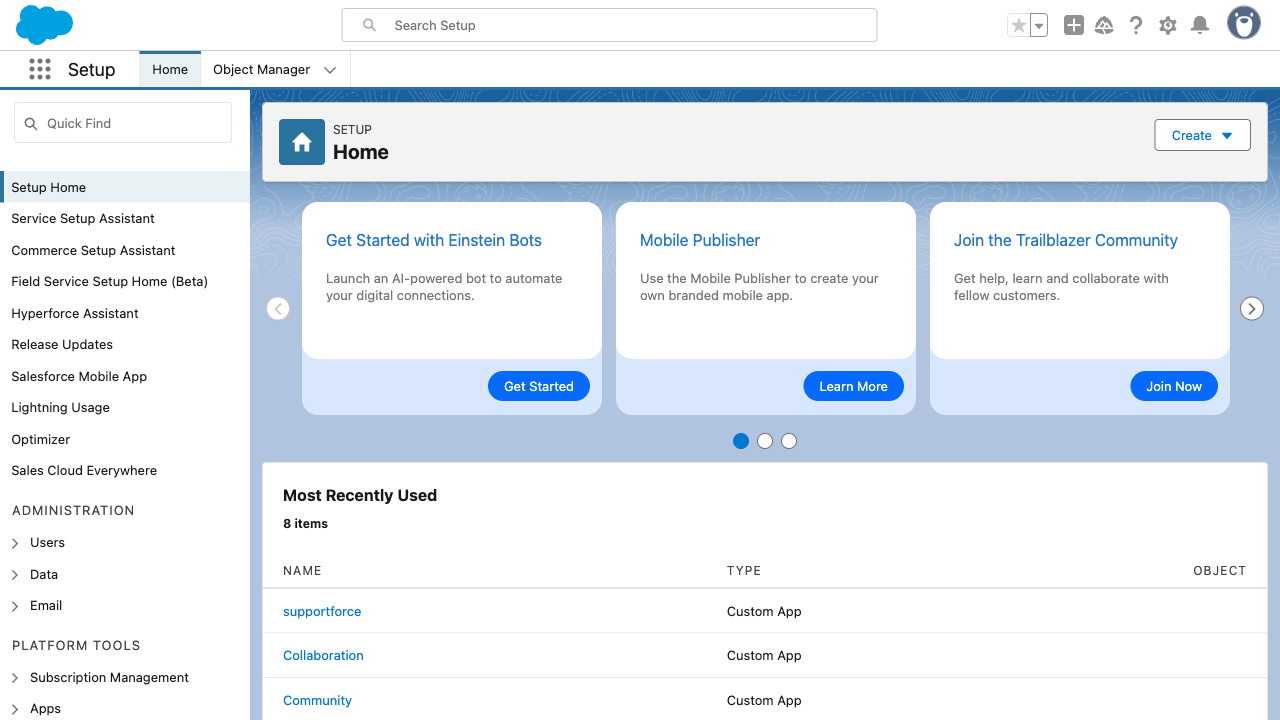 Search Setup
Setup
Home
Object Manager
Quick Find
Setup Home
Service Setup Assistant
Commerce Setup Assistant
Field Service Setup Home (Beta)
Hyperforce Assistant
Release Updates
Salesforce Mobile App
Lightning Usage
Optimizer
Sales Cloud Everywhere
ADMINISTRATION
Users
Data
Email
PLATFORM TOOLS
Subscription Management
Apps
SETUP
Home
Create
Get Started with Einstein Bots
Launch an AI-powered bot to automate
your digital connections.
Get Started
Mobile Publisher
Use the Mobile Publisher to create your
own branded mobile app.
Learn More
Join the Trailblazer Community
Get help, learn and collaborate with
fellow customers.
Join Now
Most Recently Used
8 items
NAME TYPE OBJECT
supportforce Custom App
Collaboration Custom App
Community Custom App